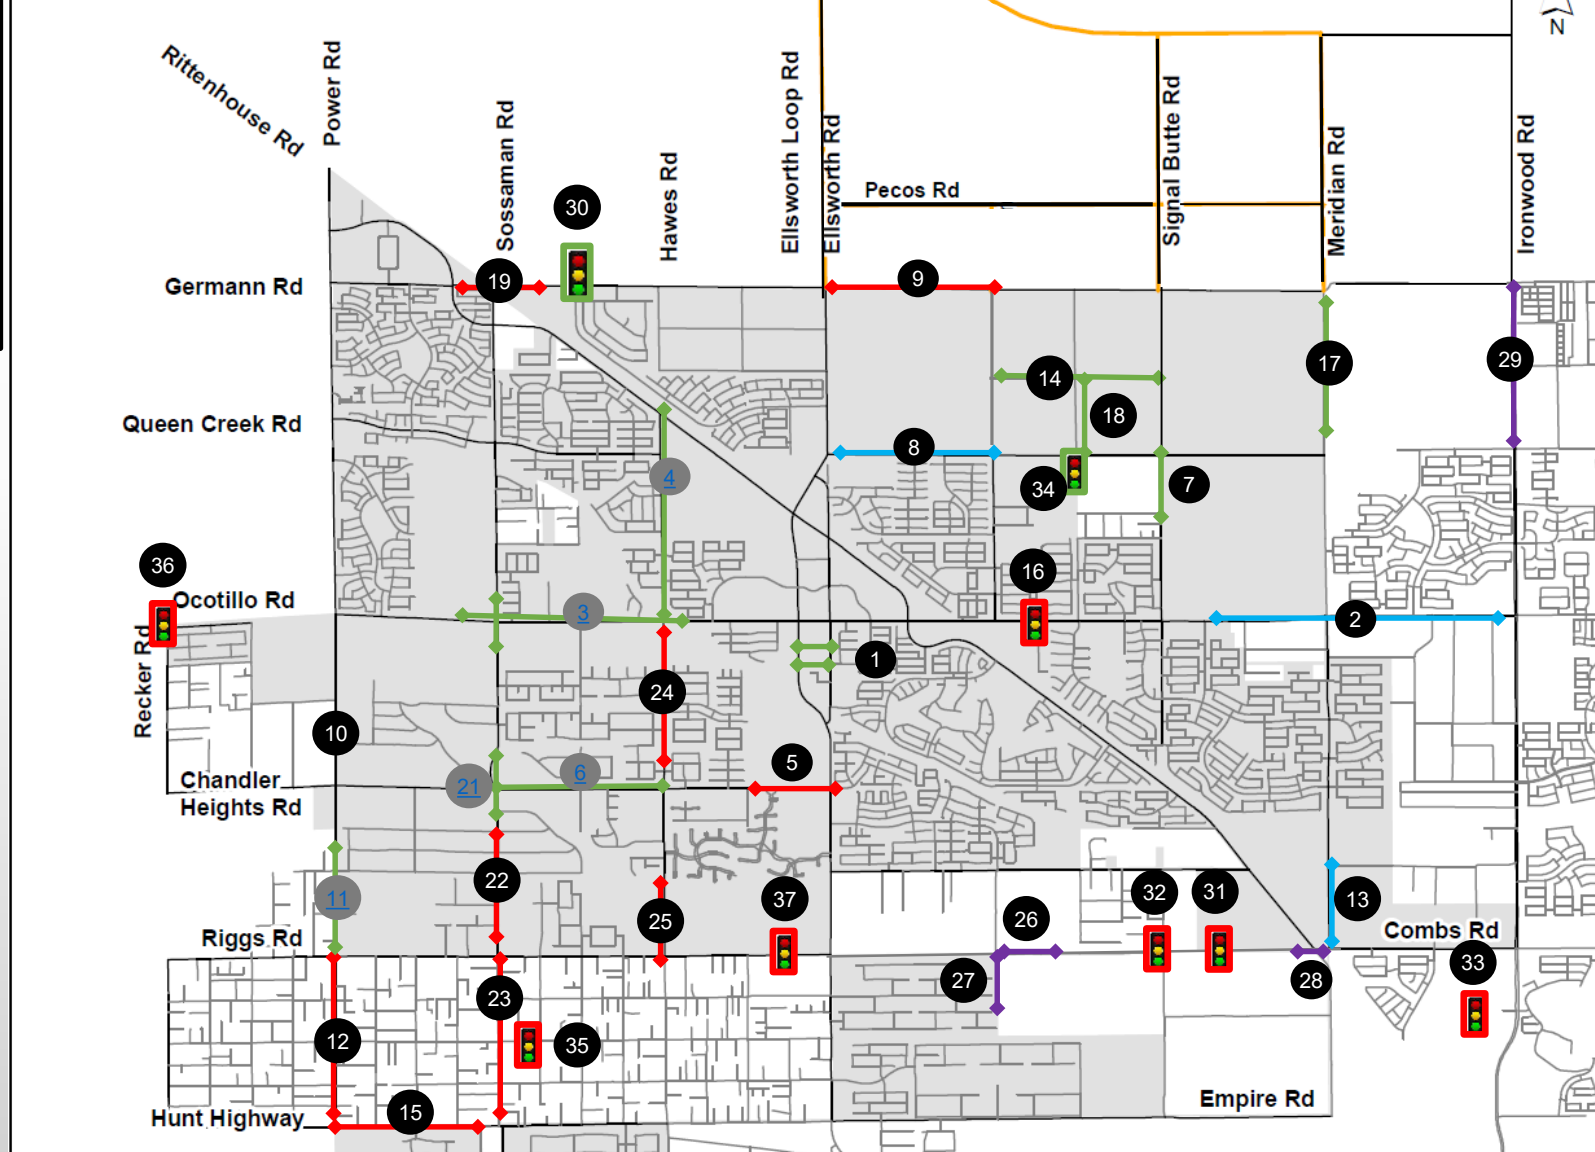 N
Rittenhouse Rd
Power Rd
Sossaman Rd
Hawes Rd
Ellsworth Loop Rd
Ellsworth Rd
Signal Butte Rd
Meridian Rd
Ironwood Rd
Pecos Rd
30
Germann Rd
19
9
17
29
14
18
Queen Creek Rd
8
4
34
7
36
16
Ocotillo Rd
3
2
Recker Rd
1
24
10
5
Chandler
Heights Rd
21
6
22
11
37
32
31
13
25
26
Riggs Rd
Combs Rd
33
27
28
23
12
35
15
Hunt Highway
Empire Rd